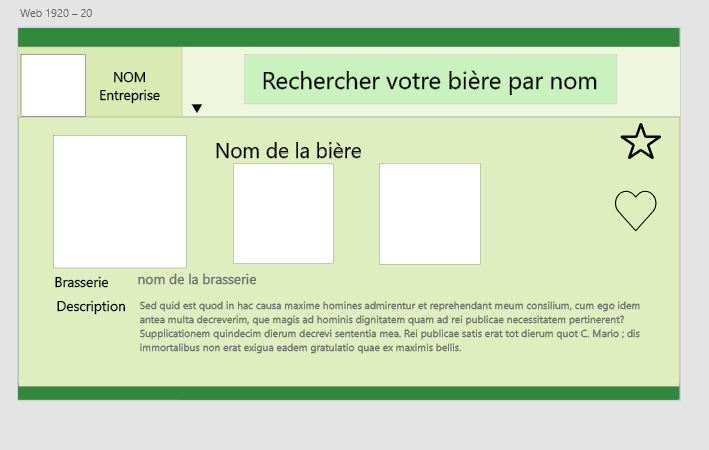 Web 1920 – 20
NOM
Entreprise
Rechercher votre bière par nom
Nom de la bière
Brasserie
nom de la brasserie
Description
Sed quid est quod in hac causa maxime homines admirentur et reprehendant meum consilium, cum ego idem
antea multa decreverim, que magis ad hominis dignitatem quam ad rei publicae necessitatem pertinerent?
Supplicationem quindecim dierum decrevi sententia mea. Rei publicae satis erat tot dierum quot C. Mario ; dis
immortalibus non erat exigua eadem gratulatio quae ex maximis bellis.